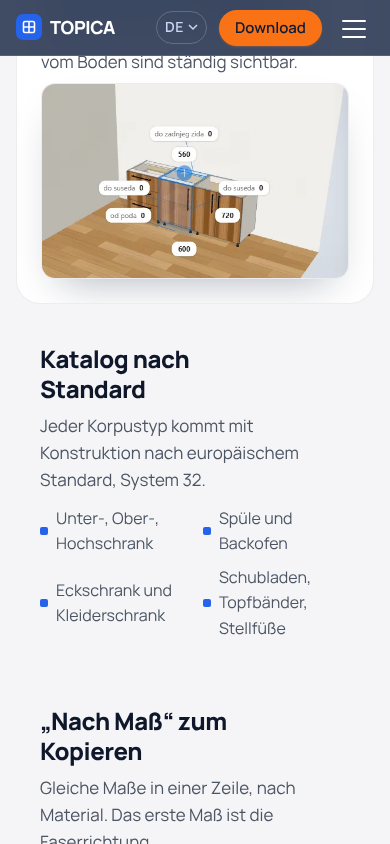 TOPICA
DE
Download
vom Boden sind ständig sichtbar.
do zadnjeg zida 0
560
do suseda 0
do suseda 0
od poda 0
720
600
Katalog nach
Standard
Jeder Korpustyp kommt mit
Konstruktion nach europäischem
Standard, System 32.
Unter-, Ober-,
Hochschrank
Spüle und
Backofen
Eckschrank und
Kleiderschrank
Schubladen,
Topfbänder,
Stellfüße
„Nach Maß“ zum
Kopieren
Gleiche Maße in einer Zeile, nach
Material. Das erste Maß ist die
Faserrichtung